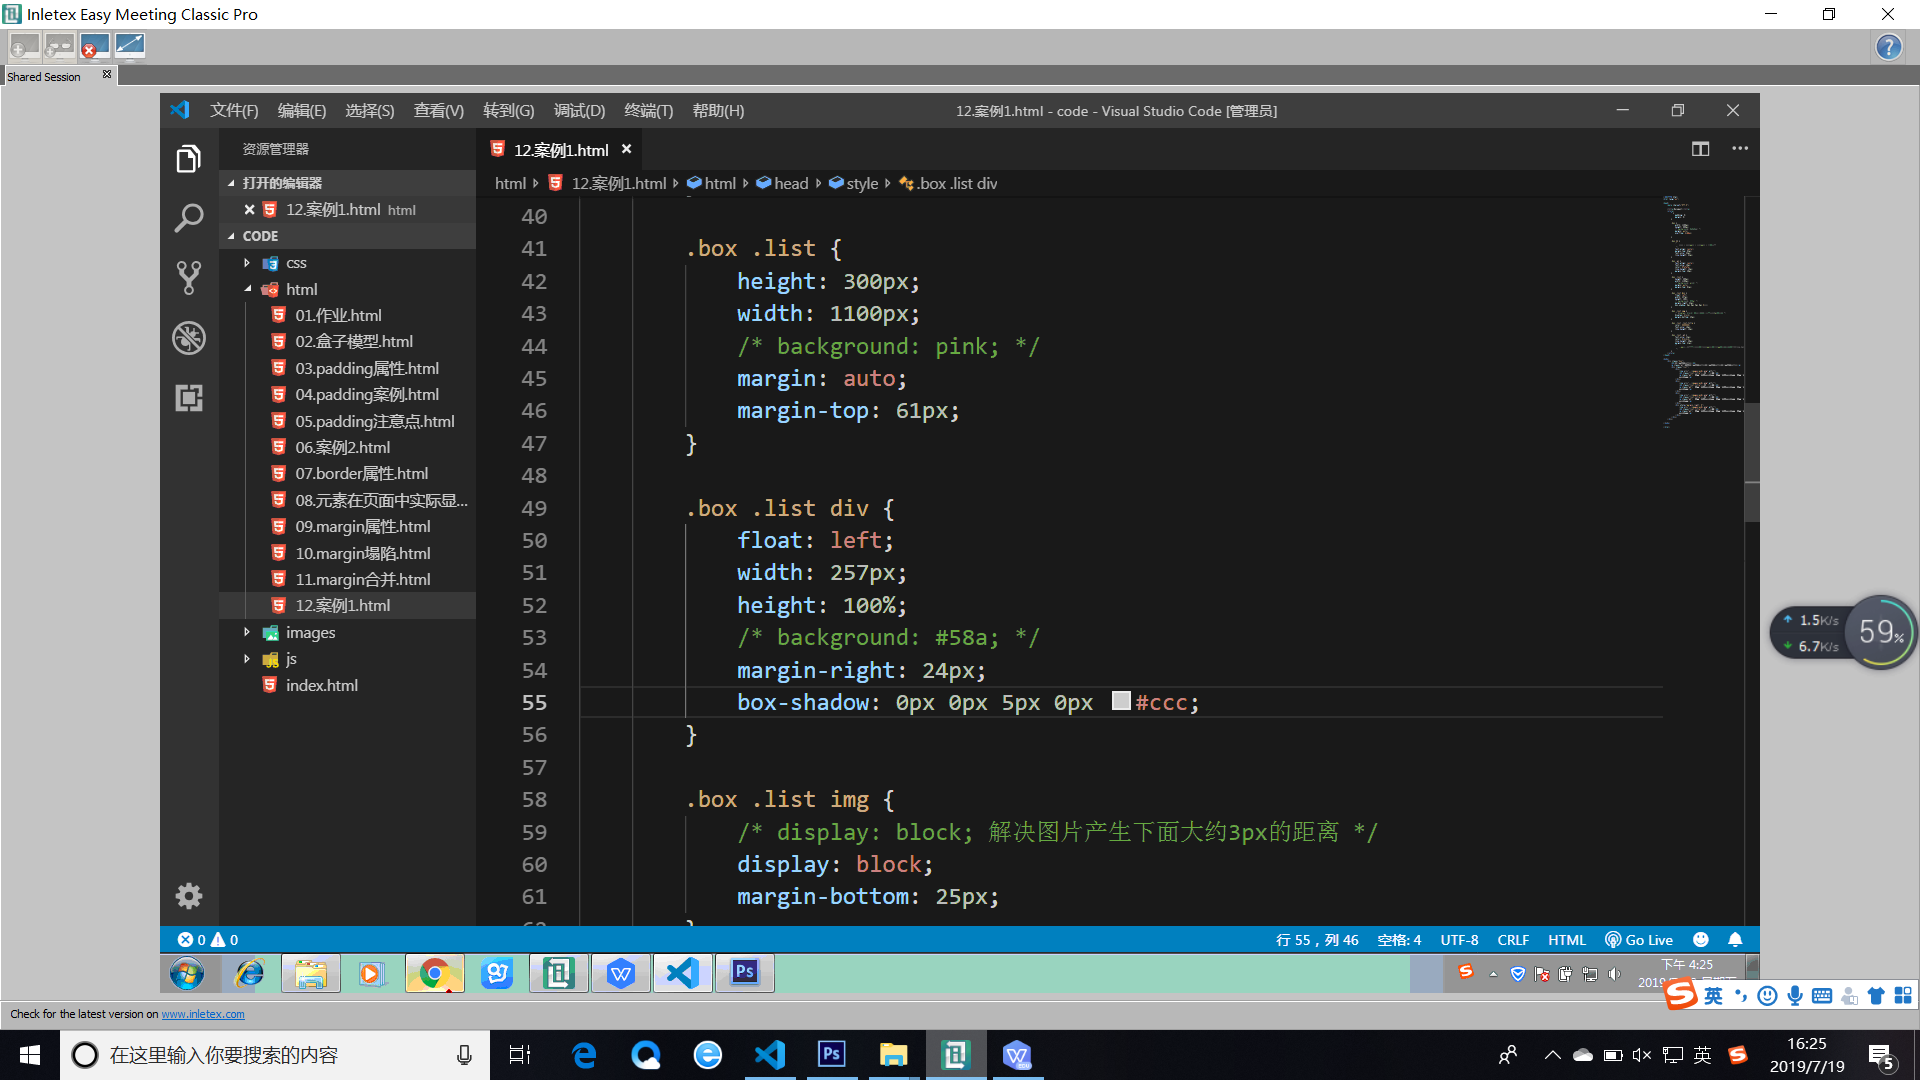 Inletex Easy Meeting Classic Pro
Shared Session
文件(F) 编辑(E) 选择(S) 查看(V) 转到(G) 调试(D) 终端(T) 帮助(H)
12.案例1.html - code - Visual Studio Code [管理员]
资源管理器
打开的编辑器
12.案例1.html html
CODE
css
html
01.作业.html
02.盒子模型.html
03.padding属性.html
04.padding案例.html
05.padding注意点.html
06.案例2.html
07.border属性.html
08.元素在页面中实际显...
09.margin属性.html
10.margin塌陷.html
11.margin合并.html
12.案例1.html
images
js
index.html
12.案例1.html
html 12.案例1.html html head style .box .list div
40
41 .box .list {
42 height: 300px;
43 width: 1100px;
44 /* background: pink; */
45 margin: auto;
46 margin-top: 61px;
47 }
48
49 .box .list div {
50 float: left;
51 width: 257px;
52 height: 100%;
53 /* background: #58a; */
54 margin-right: 24px;
55 box-shadow: 0px 0px 5px 0px #ccc;
56 }
57
58 .box .list img {
59 /* display: block; 解决图片产生下面大约3px的距离 */
60 display: block;
61 margin-bottom: 25px;
1.5K/s
6.7K/s
59%
0 0
行 55，列 46 空格: 4 UTF-8 CRLF HTML Go Live
下午 4:25
英
Check for the latest version on www.inletex.com
在这里输入你要搜索的内容
英
16:25
2019/7/19
5